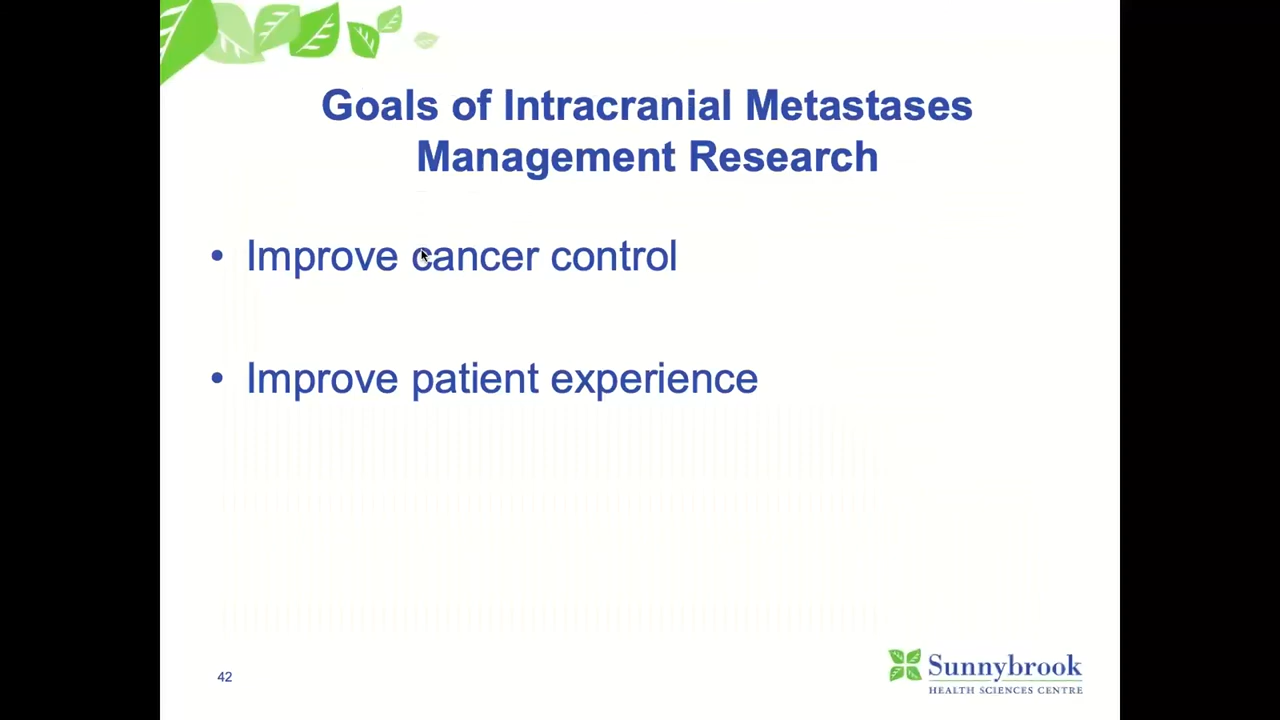 Goals of Intracranial Metastases
Management Research
• Improve cancer control
• Improve patient experience
42
Sunnybrook
HEALTH SCIENCES CENTRE